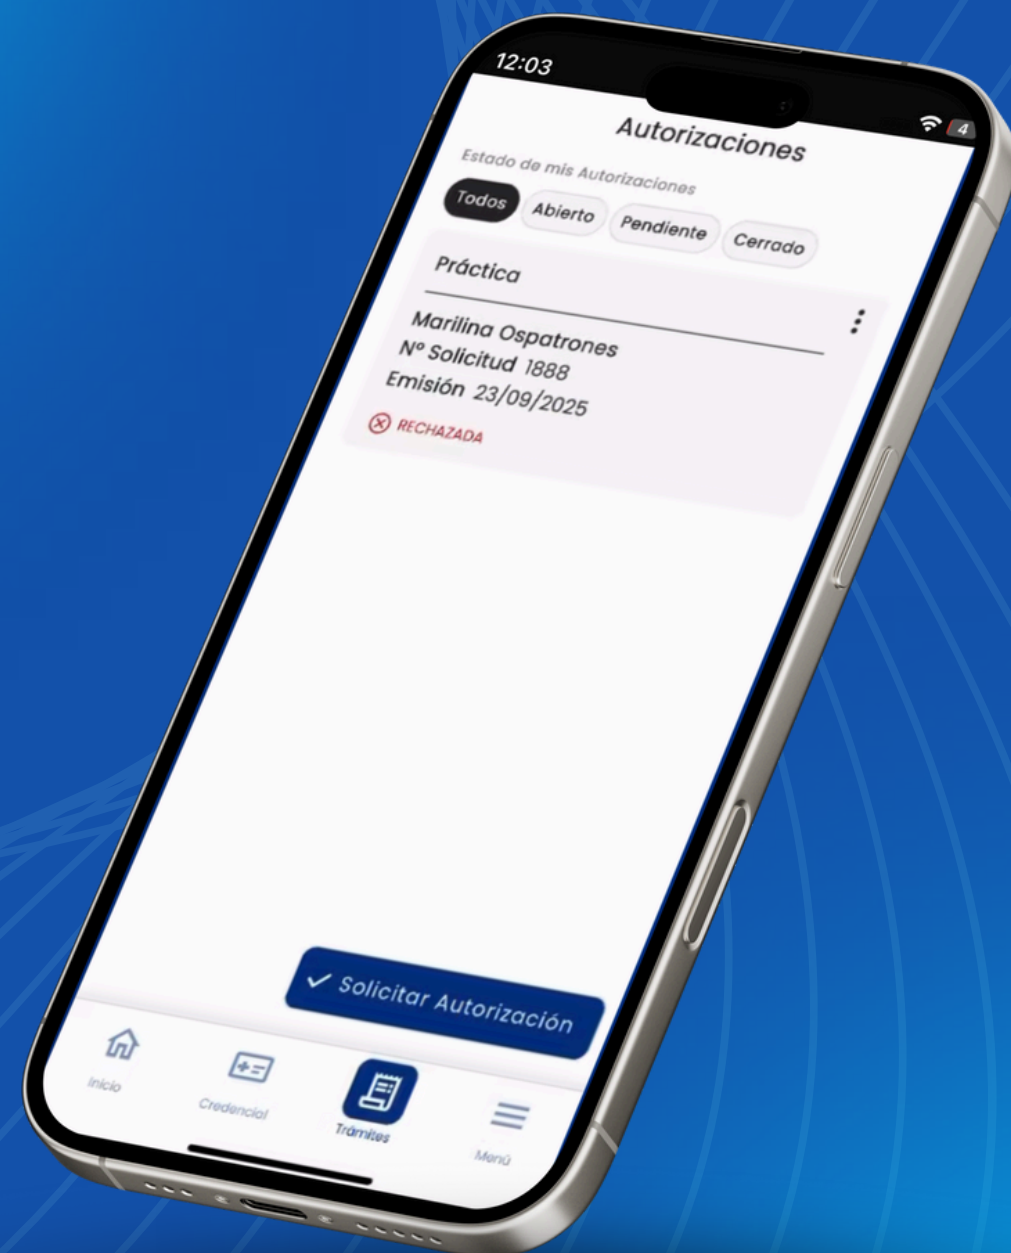 12:03
4
Autorizaciones
Estado de mis Autorizaciones
Todos Abierto Pendiente Cerrado
Práctica
Marilina Ospatrones
Nº Solicitud 1888
Emisión 23/09/2025
RECHAZADA
Solicitar Autorización
Inicio Credencial Trámites Menú